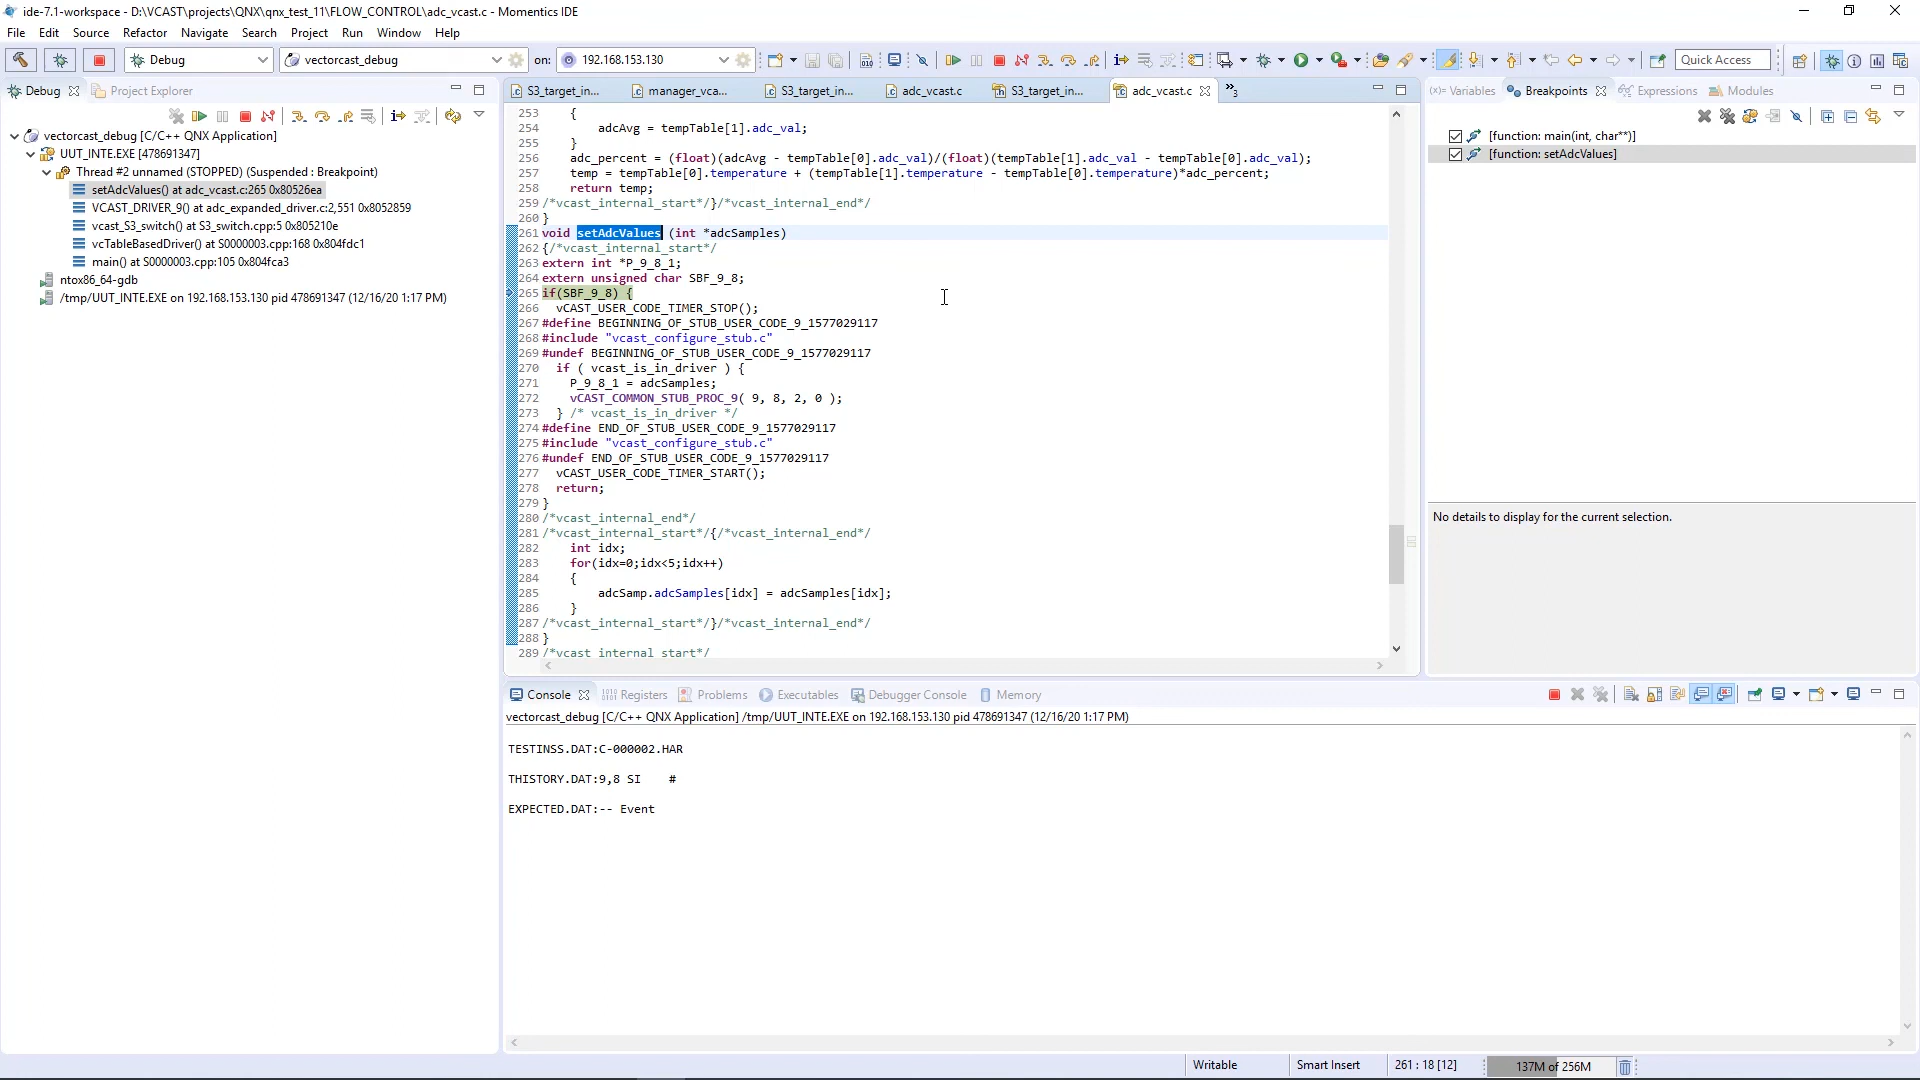 ide-7.1-workspace - D:\VCAST\projects\QNX\qnx_test_11\FLOW_CONTROL\adc_vcast.c - Momentics IDE
File Edit Source Refactor Navigate Search Project Run Window Help
Debug vectorcast_debug on: 192.168.153.130 Quick Access
Debug Project Explorer
vectorcast_debug [C/C++ QNX Application]
UUT_INTE.EXE [478691347]
Thread #2 unnamed (STOPPED) (Suspended : Breakpoint)
setAdcValues() at adc_vcast.c:265 0x80526ea
VCAST_DRIVER_9() at adc_expanded_driver.c:2,551 0x8052859
vcast_S3_switch() at S3_switch.cpp:5 0x805210e
vcTableBasedDriver() at S0000003.cpp:168 0x804fdc1
main() at S0000003.cpp:105 0x804fca3
ntox86_64-gdb
/tmp/UUT_INTE.EXE on 192.168.153.130 pid 478691347 (12/16/20 1:17 PM)
S3_target_in... manager_vca... S3_target_in... adc_vcast.c S3_target_in... adc_vcast.c »3
253 {
254 adcAvg = tempTable[1].adc_val;
255 }
256 adc_percent = (float)(adcAvg - tempTable[0].adc_val)/(float)(tempTable[1].adc_val - tempTable[0].adc_val);
257 temp = tempTable[0].temperature + (tempTable[1].temperature - tempTable[0].temperature)*adc_percent;
258 return temp;
259 /*vcast_internal_start*/}/*vcast_internal_end*/
260 }
261 void setAdcValues (int *adcSamples)
262 {/*vcast_internal_start*/
263 extern int *P_9_8_1;
264 extern unsigned char SBF_9_8;
265 if(SBF_9_8) {
266 vCAST_USER_CODE_TIMER_STOP();
267 #define BEGINNING_OF_STUB_USER_CODE_9_1577029117
268 #include "vcast_configure_stub.c"
269 #undef BEGINNING_OF_STUB_USER_CODE_9_1577029117
270 if ( vcast_is_in_driver ) {
271 P_9_8_1 = adcSamples;
272 vCAST_COMMON_STUB_PROC_9( 9, 8, 2, 0 );
273 } /* vcast_is_in_driver */
274 #define END_OF_STUB_USER_CODE_9_1577029117
275 #include "vcast_configure_stub.c"
276 #undef END_OF_STUB_USER_CODE_9_1577029117
277 vCAST_USER_CODE_TIMER_START();
278 return;
279 }
280 /*vcast_internal_end*/
281 /*vcast_internal_start*/{/*vcast_internal_end*/
282 int idx;
283 for(idx=0;idx<5;idx++)
284 {
285 adcSamp.adcSamples[idx] = adcSamples[idx];
286 }
287 /*vcast_internal_start*/}/*vcast_internal_end*/
288 }
289 /*vcast internal start*/
(x)= Variables Breakpoints Expressions Modules
[function: main(int, char**)]
[function: setAdcValues]
No details to display for the current selection.
Console Registers Problems Executables Debugger Console Memory
vectorcast_debug [C/C++ QNX Application] /tmp/UUT_INTE.EXE on 192.168.153.130 pid 478691347 (12/16/20 1:17 PM)
TESTINSS.DAT:C-000002.HAR
THISTORY.DAT:9,8 SI #
EXPECTED.DAT:-- Event
Writable Smart Insert 261 : 18 [12] 137M of 256M